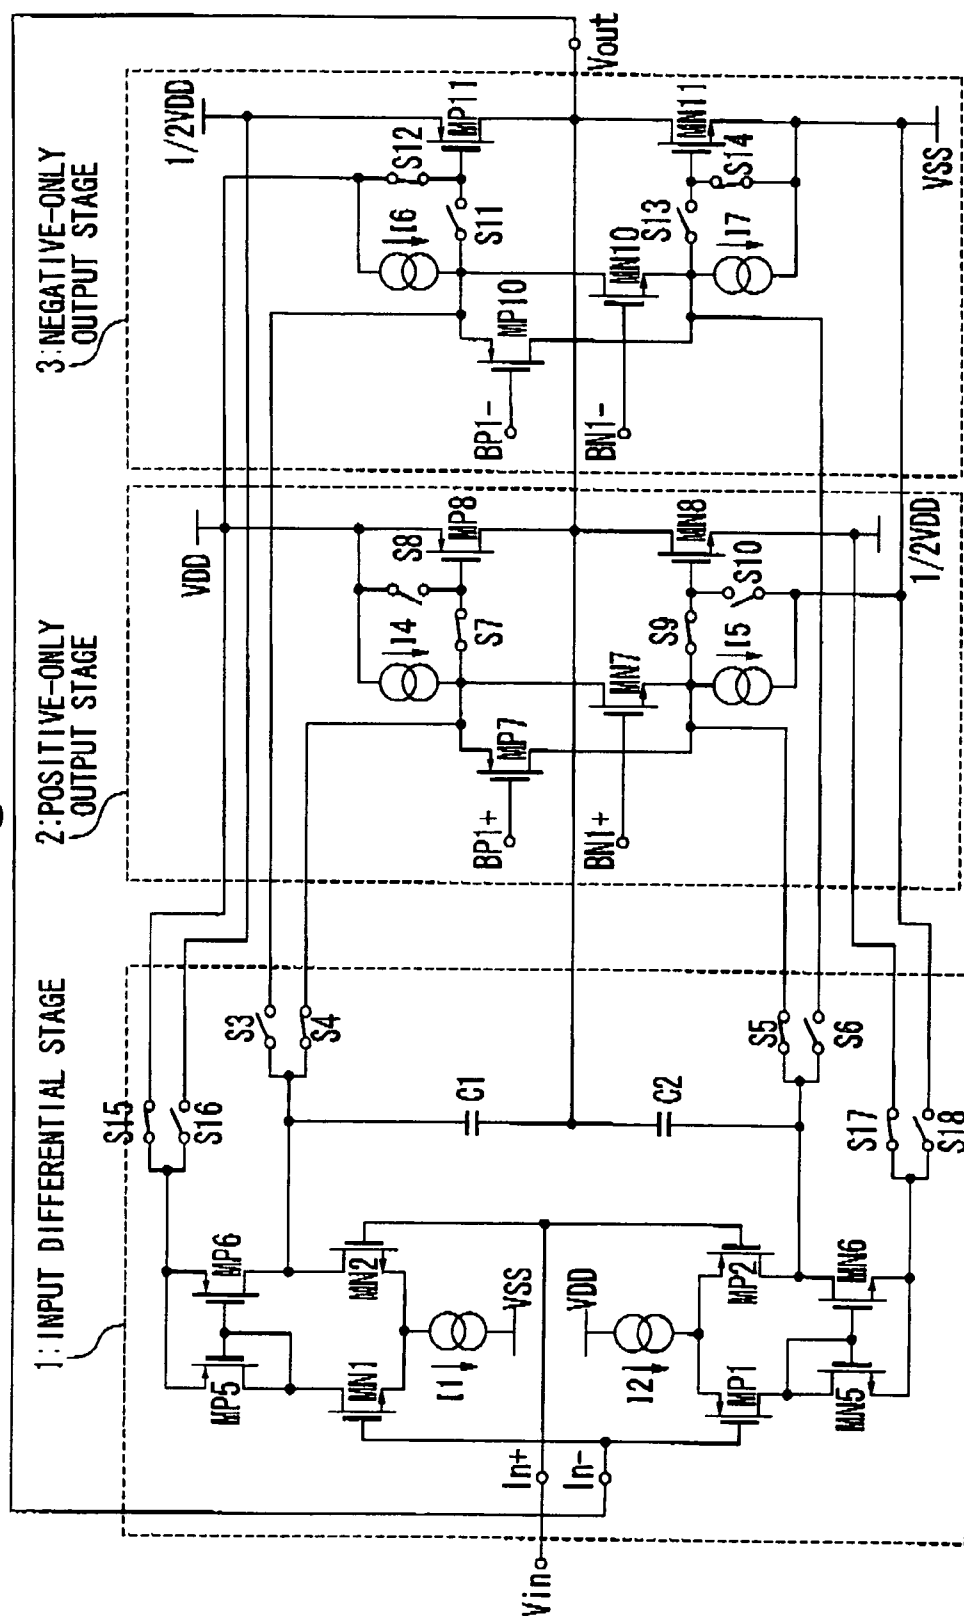 1:INPUT DIFFERENTIAL STAGE
2:POSITIVE-ONLY
OUTPUT STAGE
3:NEGATIVE-ONLY
OUTPUT STAGE
S15
S16
S3
S4
VDD
1/2VDD
MP5
MP6
MN1
MN2
I1
VSS
C1
I4
S8
S7
MP8
MP7
BP1+
I6
S12
S11
MP11
MP10
BP1-
Vin
In+
In-
Vout
VDD
I2
MP1
MP2
MN5
MN6
C2
S5
S6
S17
S18
BN1+
MN7
S9
MN8
S10
I5
1/2VDD
BN1-
MN10
S13
MN11
S14
I7
VSS